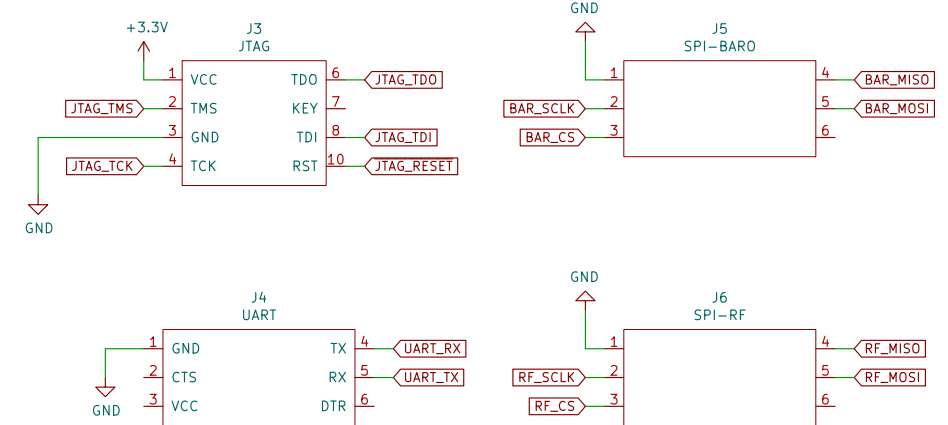 J3
JTAG
+3.3V
1 VCC TDO 6 JTAG_TDO
JTAG_TMS 2 TMS KEY 7
3 GND TDI 8 JTAG_TDI
JTAG_TCK 4 TCK RST 10 JTAG_RESET
GND
GND
J5
SPI-BARO
1 4 BAR_MISO
BAR_SCLK 2 5 BAR_MOSI
BAR_CS 3 6
J4
UART
1 GND TX 4 UART_RX
2 CTS RX 5 UART_TX
3 VCC DTR 6
GND
GND
J6
SPI-RF
1 4 RF_MISO
RF_SCLK 2 5 RF_MOSI
RF_CS 3 6